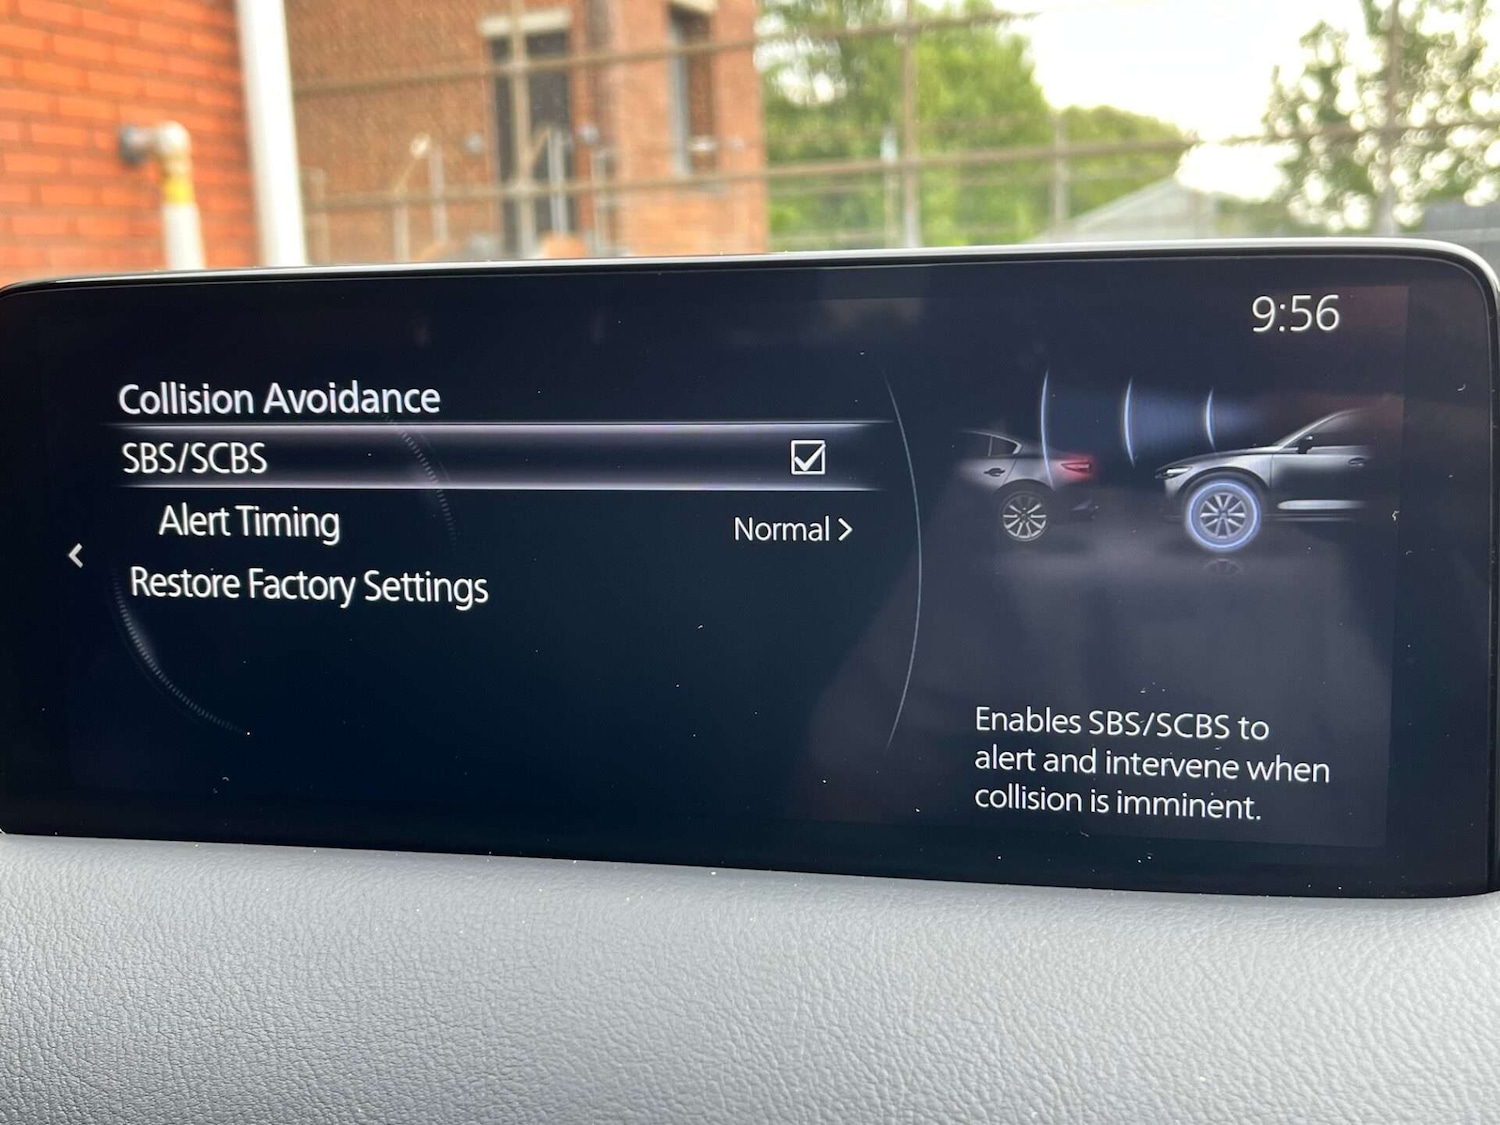 9:56
Collision Avoidance
SBS/SCBS
Alert Timing
Normal
Restore Factory Settings
Enables SBS/SCBS to
alert and intervene when
collision is imminent.